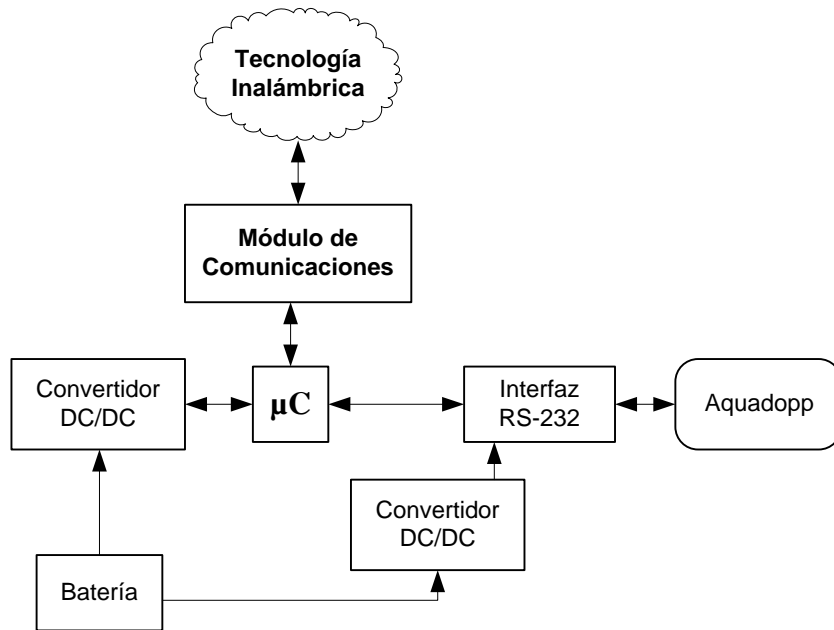 Tecnología
Inalámbrica
Módulo de
Comunicaciones
Convertidor
DC/DC
µC
Interfaz
RS-232
Aquadopp
Convertidor
DC/DC
Batería